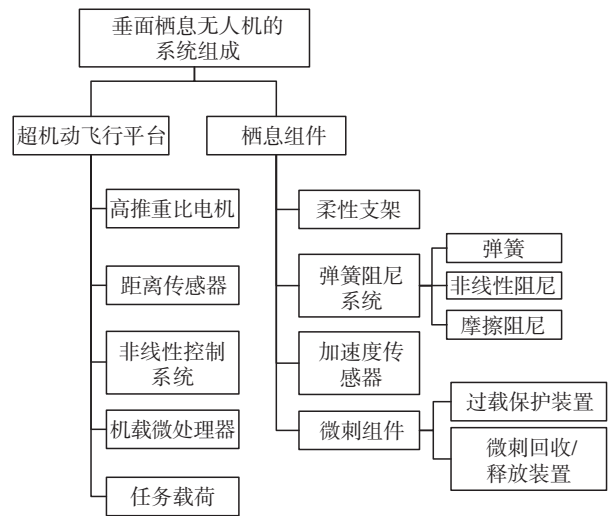 垂面栖息无人机的
系统组成
超机动飞行平台
栖息组件
高推重比电机
距离传感器
非线性控制
系统
机载微处理器
任务载荷
柔性支架
弹簧阻尼
系统
弹簧
非线性阻尼
摩擦阻尼
加速度传
感器
微刺组件
过载保护装置
微刺回收/
释放装置